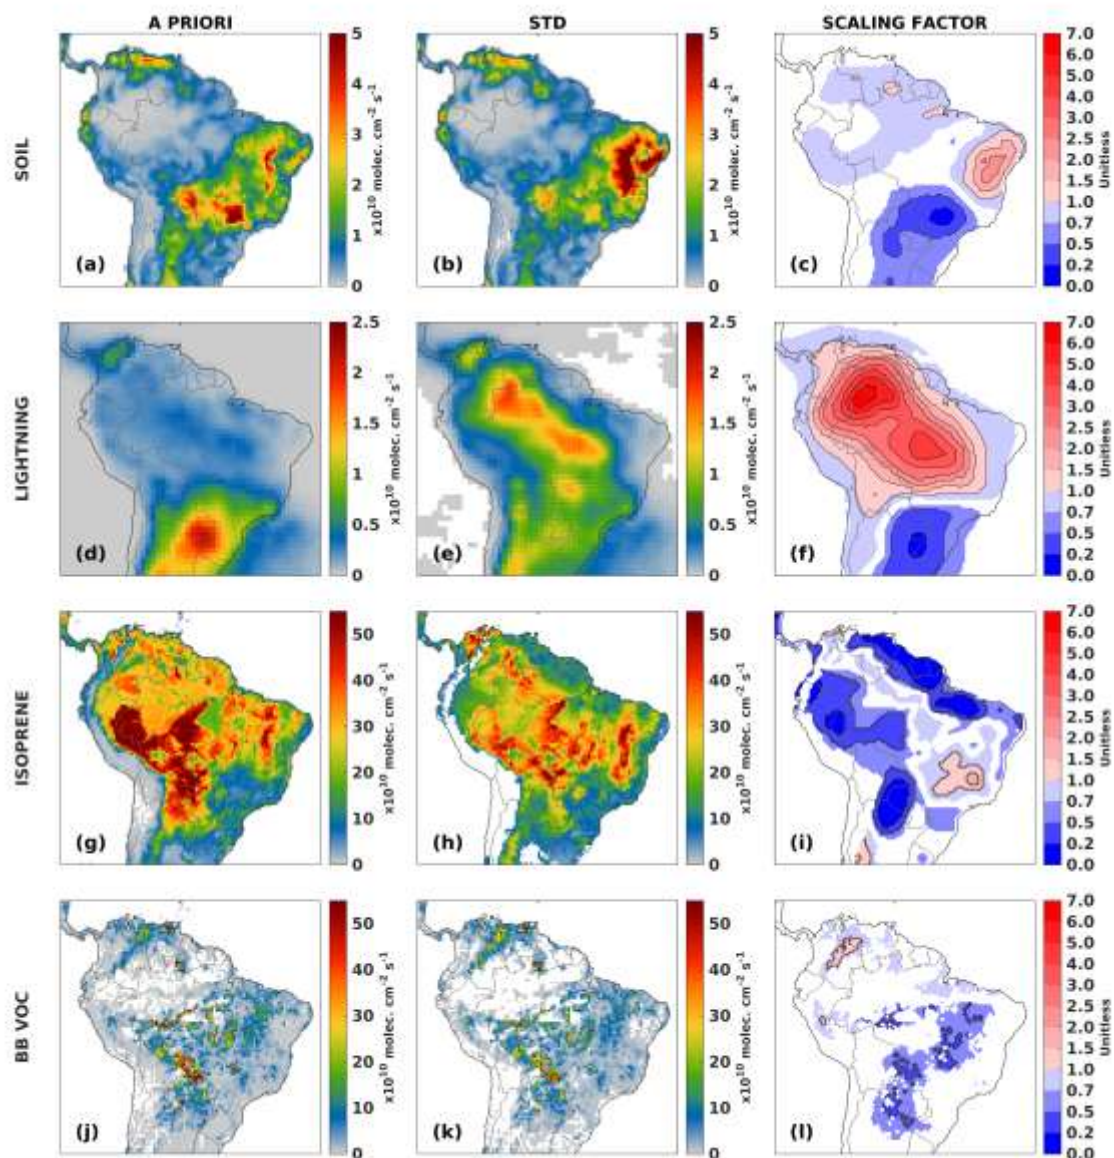 A PRIORI STD SCALING FACTOR
SOIL
(a) 5 4 3 2 1 0 x10¹⁰ molec. cm⁻² s⁻¹
(b) 5 4 3 2 1 0 x10¹⁰ molec. cm⁻² s⁻¹
(c) 7.0 6.0 5.0 4.0 3.0 2.5 2.0 1.5 1.0 0.7 0.5 0.2 0.0 Unitless
LIGHTNING
(d) 2.5 2 1.5 1 0.5 0 x10¹⁰ molec. cm⁻² s⁻¹
(e) 2.5 2 1.5 1 0.5 0 x10¹⁰ molec. cm⁻² s⁻¹
(f) 7.0 6.0 5.0 4.0 3.0 2.5 2.0 1.5 1.0 0.7 0.5 0.2 0.0 Unitless
ISOPRENE
(g) 50 40 30 20 10 0 x10¹⁰ molec. cm⁻² s⁻¹
(h) 50 40 30 20 10 0 x10¹⁰ molec. cm⁻² s⁻¹
(i) 7.0 6.0 5.0 4.0 3.0 2.5 2.0 1.5 1.0 0.7 0.5 0.2 0.0 Unitless
BB VOC
(j) 50 40 30 20 10 0 x10¹⁰ molec. cm⁻² s⁻¹
(k) 50 40 30 20 10 0 x10¹⁰ molec. cm⁻² s⁻¹
(l) 7.0 6.0 5.0 4.0 3.0 2.5 2.0 1.5 1.0 0.7 0.5 0.2 0.0 Unitless